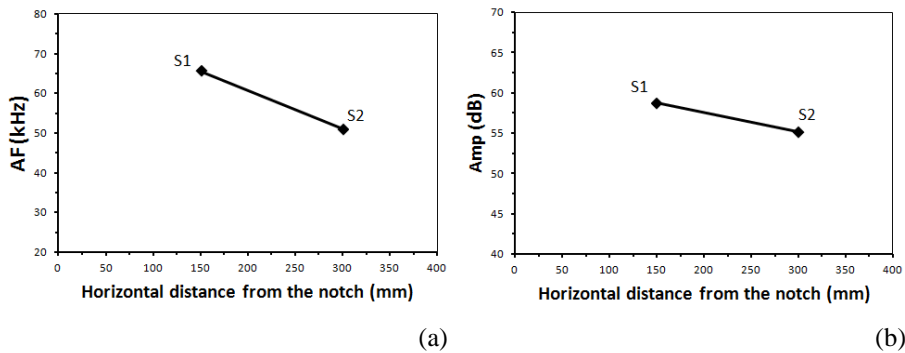 80
70
60
50
40
30
20
AF (kHz)
S1
S2
0 50 100 150 200 250 300 350 400
Horizontal distance from the notch (mm)
(a)
70
65
60
55
50
45
40
Amp (dB)
S1
S2
0 50 100 150 200 250 300 350 400
Horizontal distance from the notch (mm)
(b)